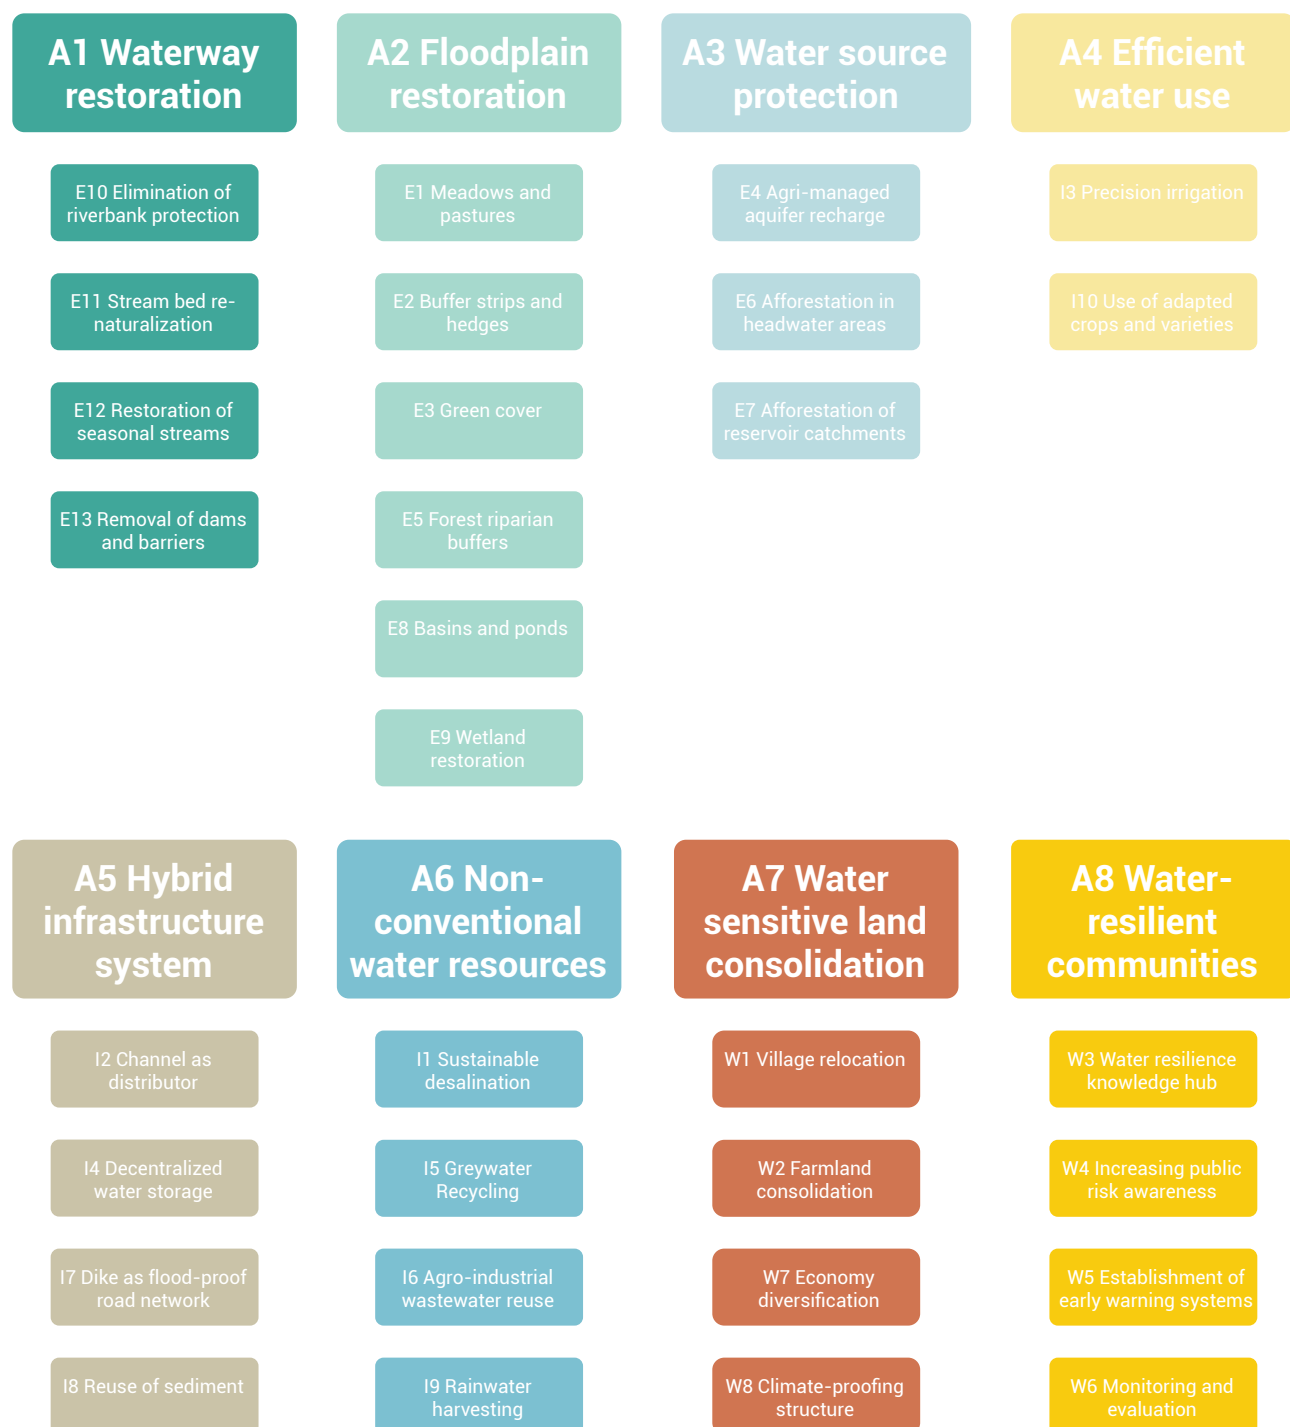 A1 Waterway
restoration
E10 Elimination of
riverbank protection
E11 Stream bed re-
naturalization
E12 Restoration of
seasonal streams
E13 Removal of dams
and barriers
A2 Floodplain
restoration
E1 Meadows and
pastures
E2 Buffer strips and
hedges
E3 Green cover
E5 Forest riparian
buffers
E8 Basins and ponds
E9 Wetland
restoration
A3 Water source
protection
E4 Agri-managed
aquifer recharge
E6 Afforestation in
headwater areas
E7 Afforestation of
reservoir catchments
A4 Efficient
water use
I3 Precision irrigation
I10 Use of adapted
crops and varieties
A5 Hybrid
infrastructure
system
I2 Channel as
distributor
I4 Decentralized
water storage
I7 Dike as flood-proof
road network
I8 Reuse of sediment
A6 Non-
conventional
water resources
I1 Sustainable
desalination
I5 Greywater
Recycling
I6 Agro-industrial
wastewater reuse
I9 Rainwater
harvesting
A7 Water
sensitive land
consolidation
W1 Village relocation
W2 Farmland
consolidation
W7 Economy
diversification
W8 Climate-proofing
structure
A8 Water-
resilient
communities
W3 Water resilience
knowledge hub
W4 Increasing public
risk awareness
W5 Establishment of
early warning systems
W6 Monitoring and
evaluation